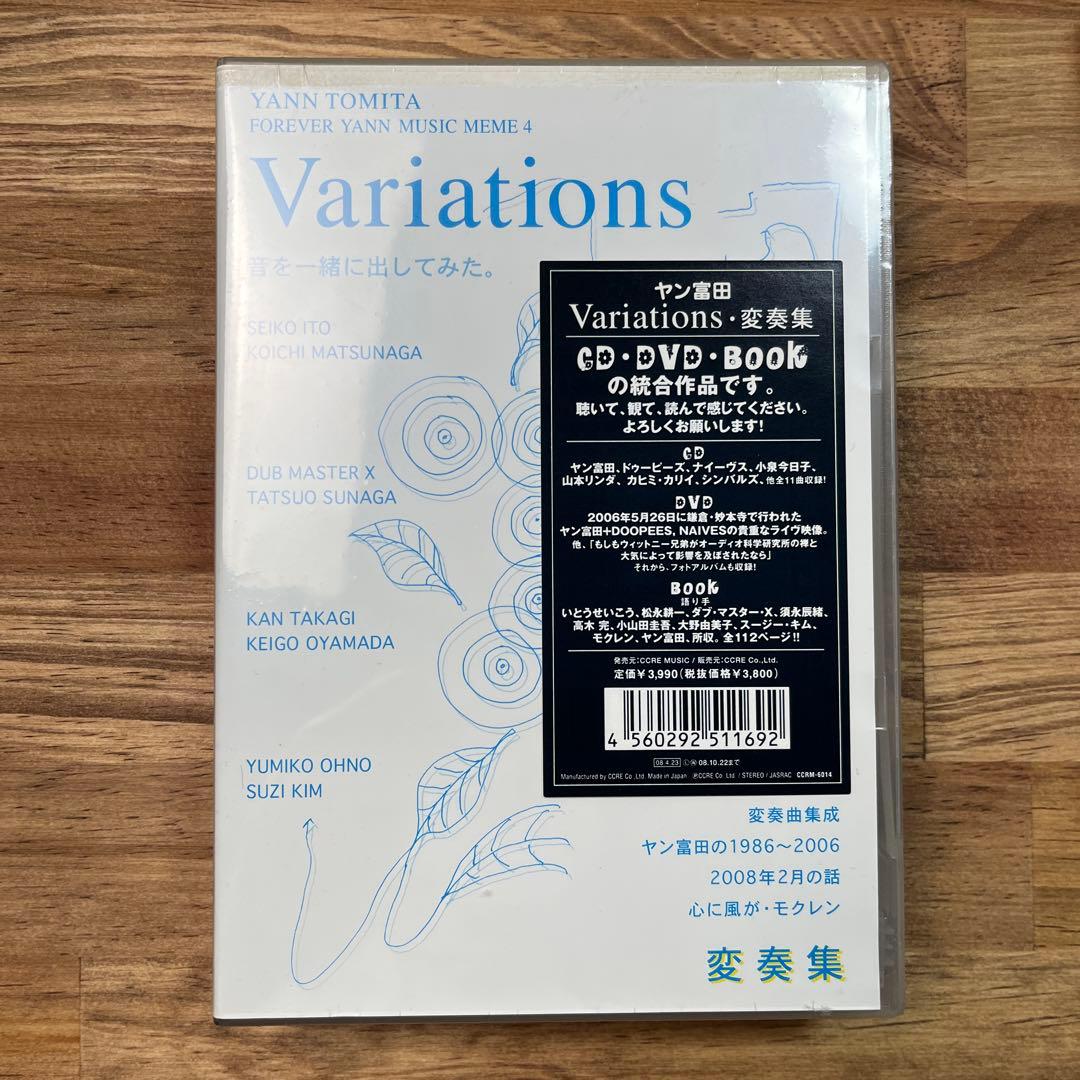 YANN TOMITA
FOREVER YANN MUSIC MEME 4
Variations
音を一緒に出してみた。
SEIKO ITO
KOICHI MATSUNAGA
DUB MASTER X
TATSUO SUNAGA
KAN TAKAGI
KEIGO OYAMADA
YUMIKO OHNO
SUZI KIM
ヤン富田
Variations・変奏集
CD・DVD・BOOK
の統合作品です。
聴いて、観て、読んで感じてください。
よろしくお願いします!
CD
ヤン富田、ドゥーピーズ、ナイーヴス、小泉今日子、
山本リンダ、カヒミ・カリィ、シンバルズ、他全11曲収録!
DVD
2006年5月26日に鎌倉・妙本寺で行われた
ヤン富田+DOOPEES, NAIVESの貴重なライヴ映像。
他、「もしもウィットニー兄弟がオーディオ科学研究所の禅と
大気によって影響を及ぼされたなら」
それから、フォトアルバムも収録!
BOOK
語り手
いとうせいこう、松永耕一、ダブ・マスター・X、須永辰緒、
高木 完、小山田圭吾、大野由美子、スージー・キム、
モクレン、ヤン富田、所収。全112ページ!!
発売元:CCRE MUSIC / 販売元:CCRE Co.,Ltd.
定価¥3,990(税抜価格¥3,800)
4 560292 511692
08.4.23 Ⓛ Ⓝ 08.10.22まで
Manufactured by CCRE Co.,Ltd. Made in Japan ℗CCRE Co. Ltd / STEREO / JASRAC CCRM-6014
変奏曲集成
ヤン富田の1986〜2006
2008年2月の話
心に風が・モクレン
変奏集